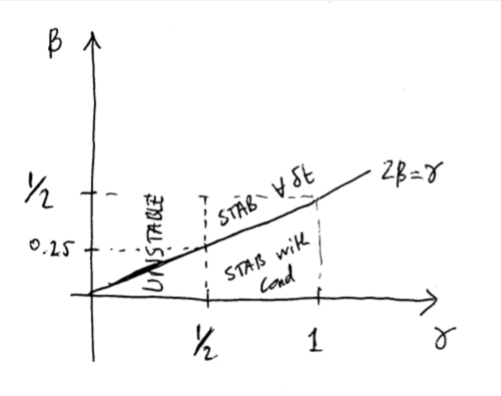 β
2β=γ
1/2
STAB ∀ δt
UNSTABLE
0.25
STAB with
Cond
1/2
1
γ